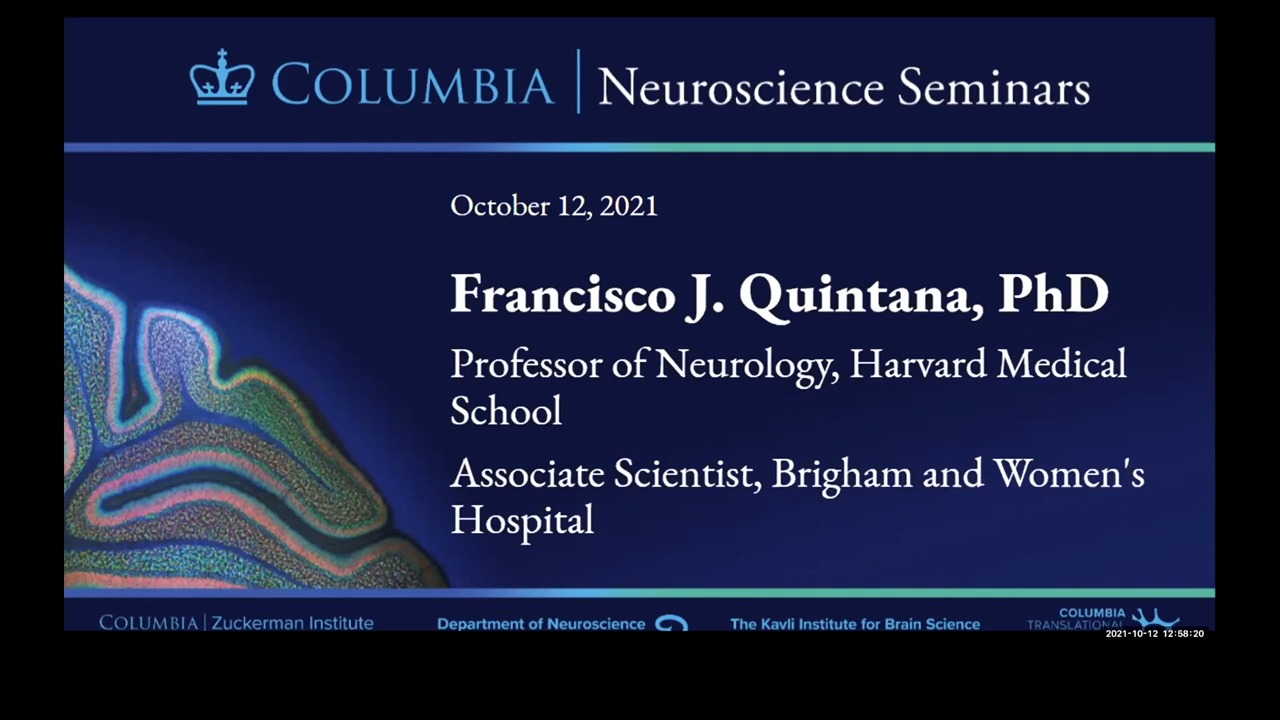 COLUMBIA | Neuroscience Seminars
October 12, 2021
Francisco J. Quintana, PhD
Professor of Neurology, Harvard Medical
School
Associate Scientist, Brigham and Women's
Hospital
COLUMBIA | Zuckerman Institute
Department of Neuroscience
The Kavli Institute for Brain Science
COLUMBIA
TRANSLATIONAL
2021-10-12 12:58:20